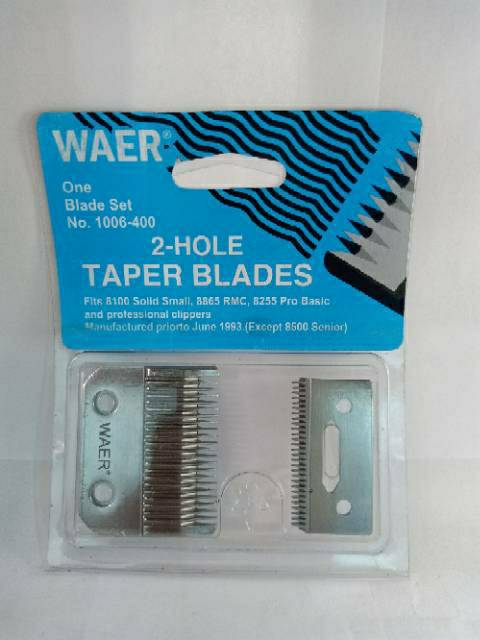 WAER®
One
Blade Set
No. 1006-400
2-HOLE
TAPER BLADES
Fits 8100 Solid Small, 8865 RMC, 8255 Pro Basic
and professional clippers
Manufactured priorto June 1993.(Except 8500 Senior)
WAER®